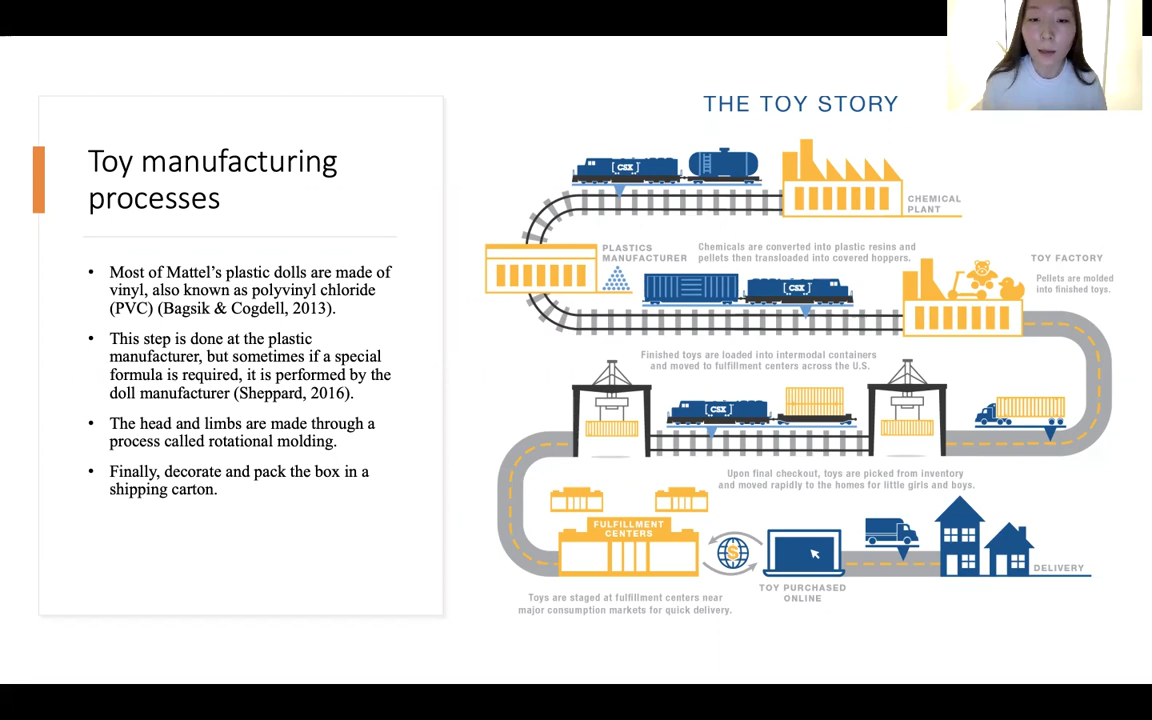 Toy manufacturing
processes
• Most of Mattel's plastic dolls are made of
vinyl, also known as polyvinyl chloride
(PVC) (Bagsik & Cogdell, 2013).
• This step is done at the plastic
manufacturer, but sometimes if a special
formula is required, it is performed by the
doll manufacturer (Sheppard, 2016).
• The head and limbs are made through a
process called rotational molding.
• Finally, decorate and pack the box in a
shipping carton.
THE TOY STORY
CSX
CHEMICAL
PLANT
PLASTICS
MANUFACTURER
Chemicals are converted into plastic resins and
pellets then transloaded into covered hoppers.
CSX
TOY FACTORY
Pellets are molded
into finished toys.
Finished toys are loaded into intermodal containers
and moved to fulfillment centers across the U.S.
CSX
Upon final checkout, toys are picked from inventory
and moved rapidly to the homes for little girls and boys.
FULFILLMENT
CENTERS
$
TOY PURCHASED
ONLINE
DELIVERY
Toys are staged at fulfillment centers near
major consumption markets for quick delivery.